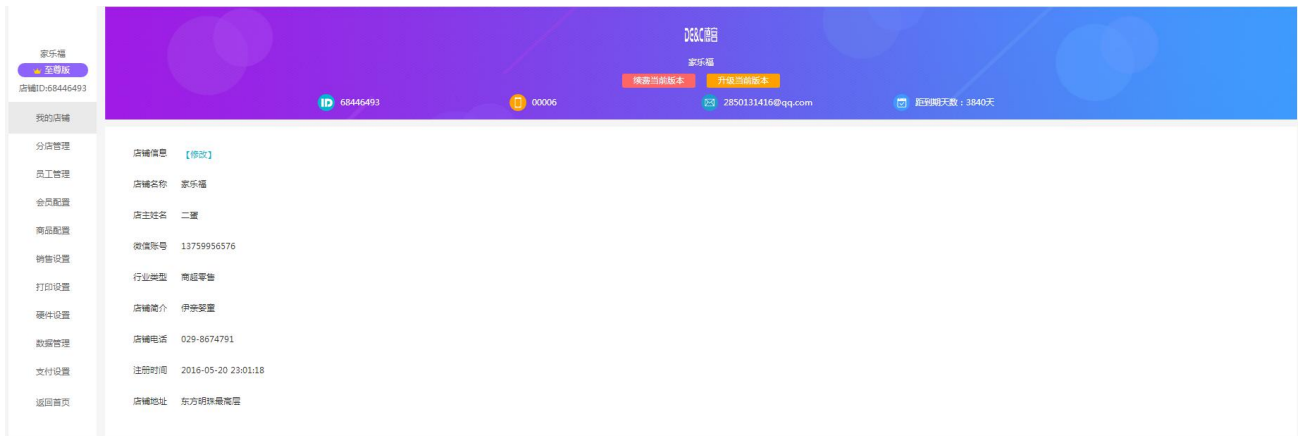 家乐福
至尊版
店铺ID:68446493
我的店铺
分店管理
员工管理
会员配置
商品配置
销售设置
打印设置
硬件设置
数据管理
支付设置
返回首页
DE&C德客
家乐福
续签当前版本 升级当前版本
ID 68446493 00006 2850131416@qq.com 距到期天数：3840天
店铺信息 【修改】
店铺名称 家乐福
店主姓名 二蛋
微信账号 13759956576
行业类型 商超零售
店铺简介 伊亲婴童
店铺电话 029-8674791
注册时间 2016-05-20 23:01:18
店铺地址 东方明珠最高层